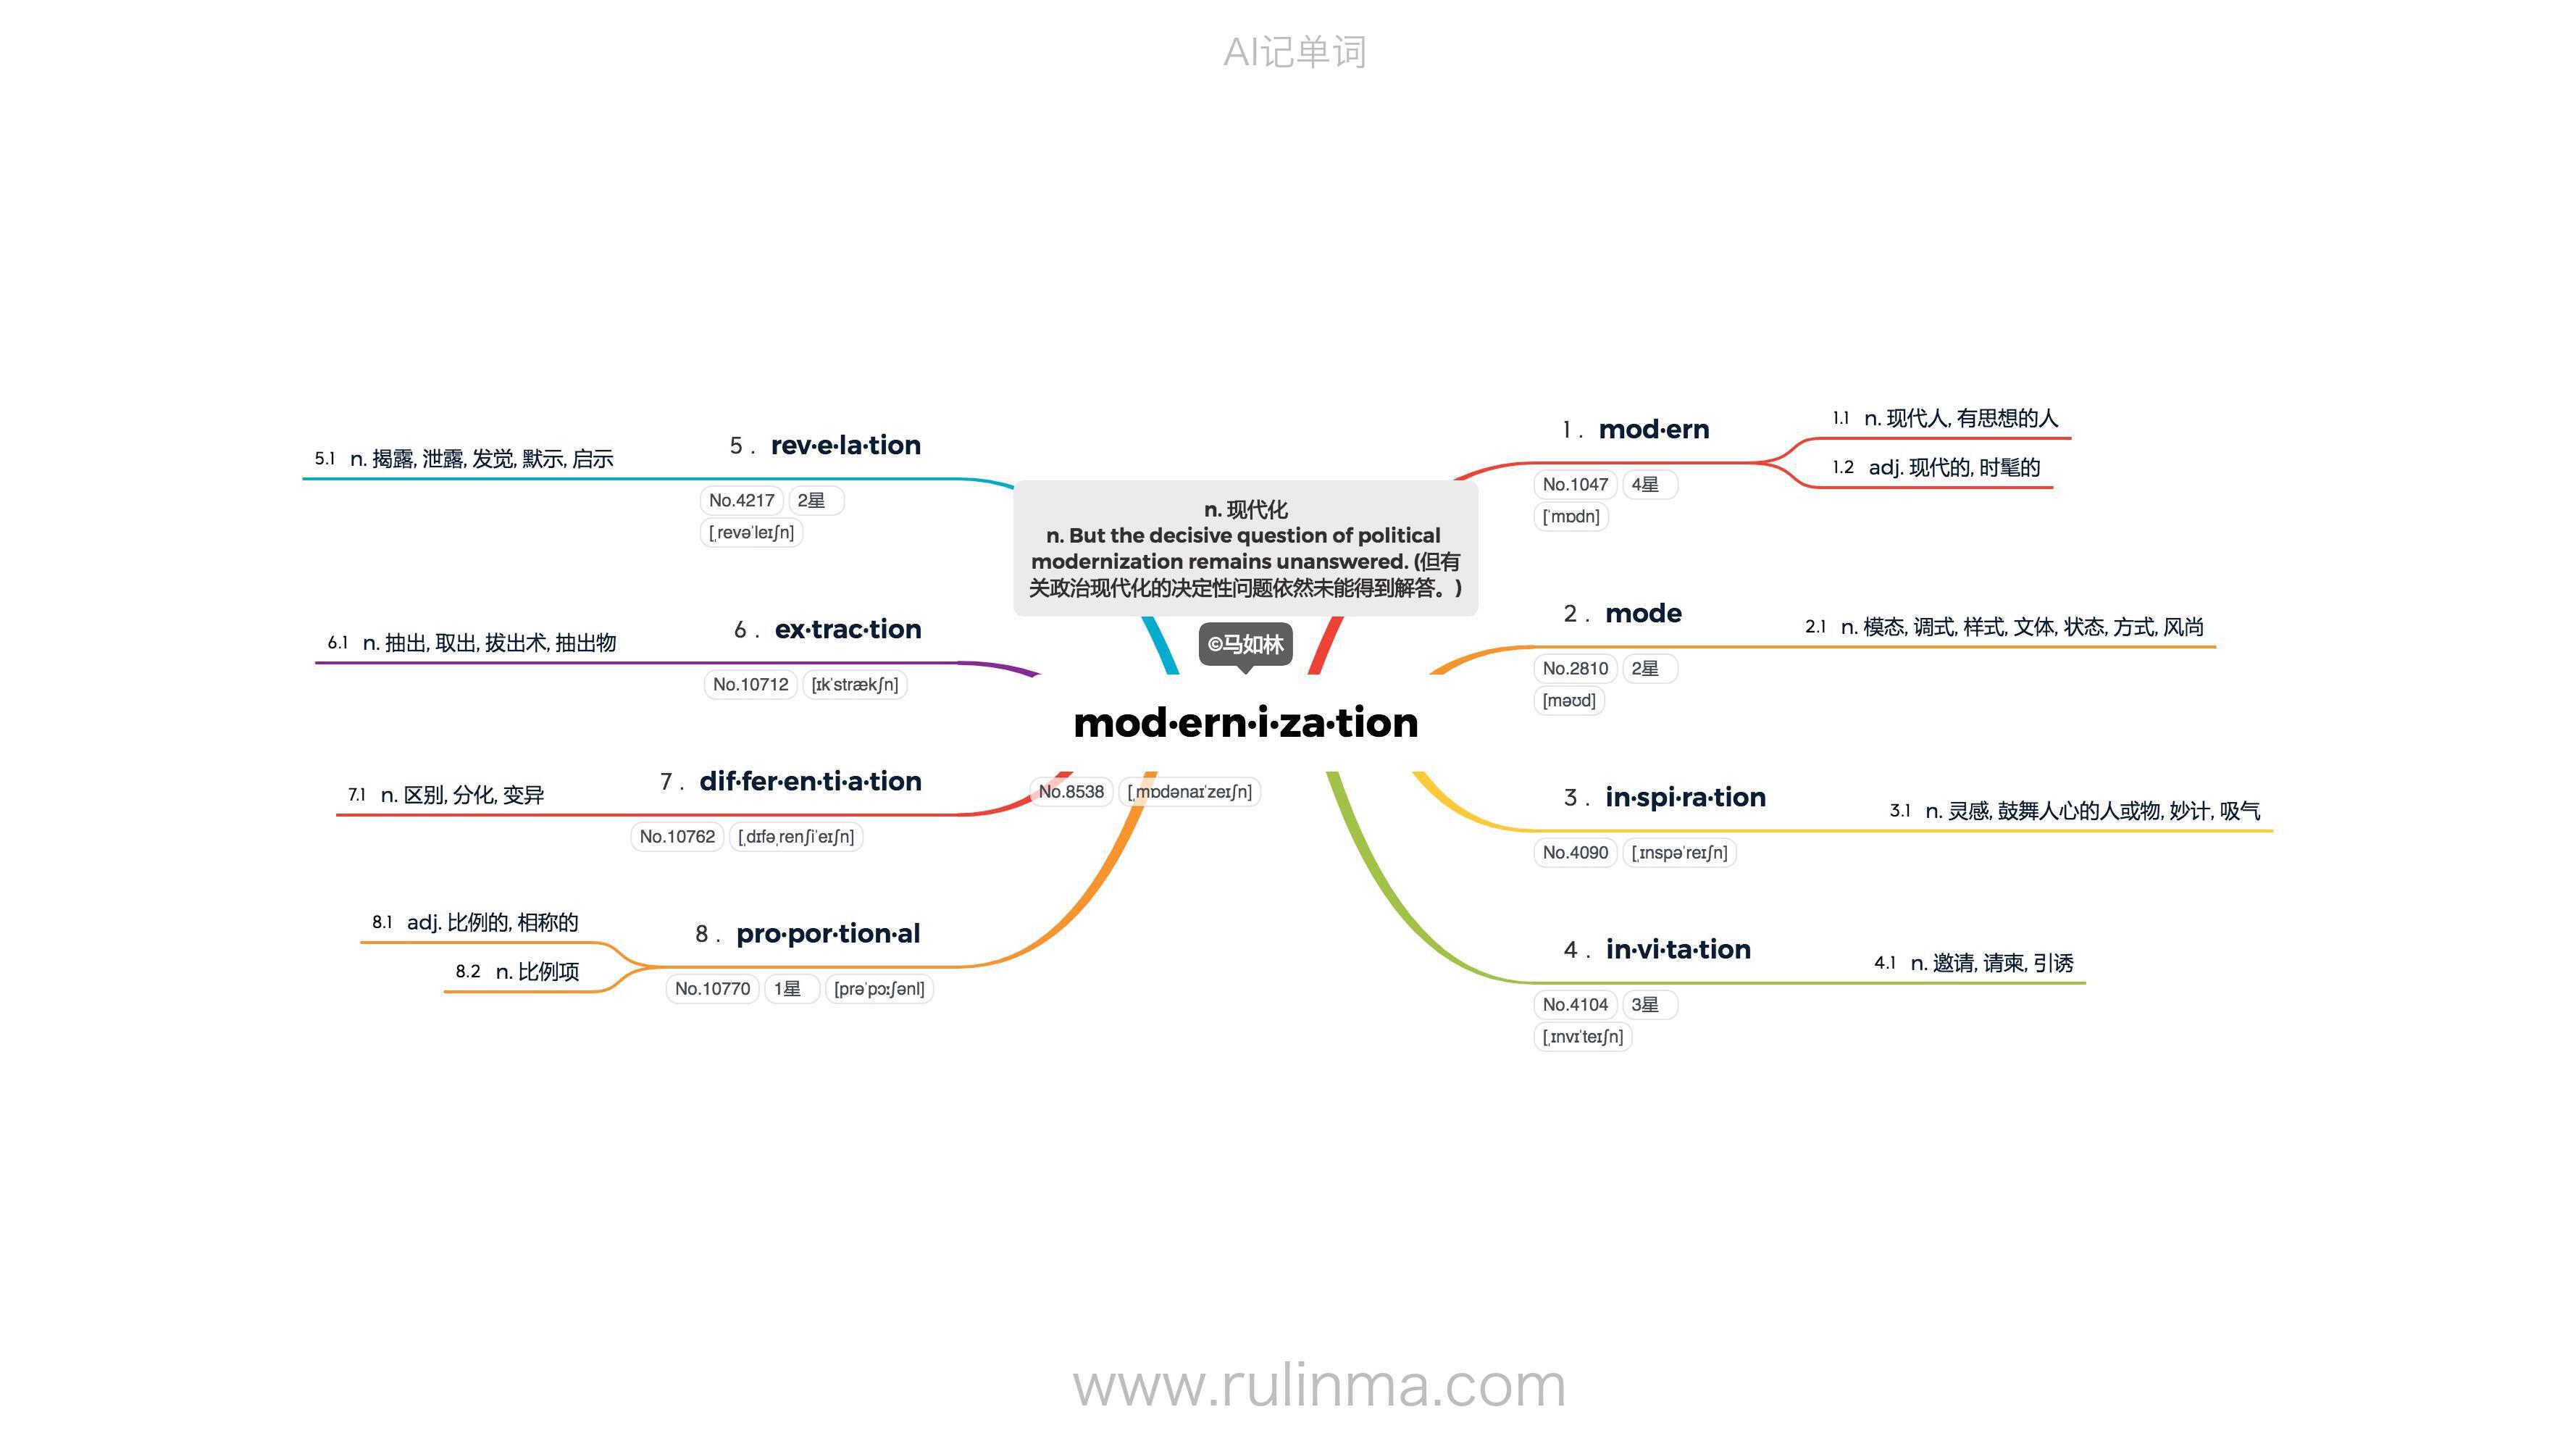 AI记单词
n. 现代化
n. But the decisive question of political
modernization remains unanswered. (但有
关政治现代化的决定性问题依然未能得到解答。)
©马如林
mod·ern·i·za·tion
No.8538 [ˌmɒdənaɪˈzeɪʃn]
1. mod·ern
No.1047 4星
[ˈmɒdn]
1.1 n. 现代人, 有思想的人
1.2 adj. 现代的, 时髦的
2. mode
No.2810 2星
[məʊd]
2.1 n. 模态, 调式, 样式, 文体, 状态, 方式, 风尚
3. in·spi·ra·tion
No.4090 [ˌɪnspəˈreɪʃn]
3.1 n. 灵感, 鼓舞人心的人或物, 妙计, 吸气
4. in·vi·ta·tion
No.4104 3星
[ˌɪnvɪˈteɪʃn]
4.1 n. 邀请, 请柬, 引诱
5. rev·e·la·tion
No.4217 2星
[ˌrevəˈleɪʃn]
5.1 n. 揭露, 泄露, 发觉, 默示, 启示
6. ex·trac·tion
No.10712 [ɪkˈstrækʃn]
6.1 n. 抽出, 取出, 拔出术, 抽出物
7. dif·fer·en·ti·a·tion
No.10762 [ˌdɪfəˌrenʃiˈeɪʃn]
7.1 n. 区别, 分化, 变异
8. pro·por·tion·al
No.10770 1星 [prəˈpɔːʃənl]
8.1 adj. 比例的, 相称的
8.2 n. 比例项
www.rulinma.com